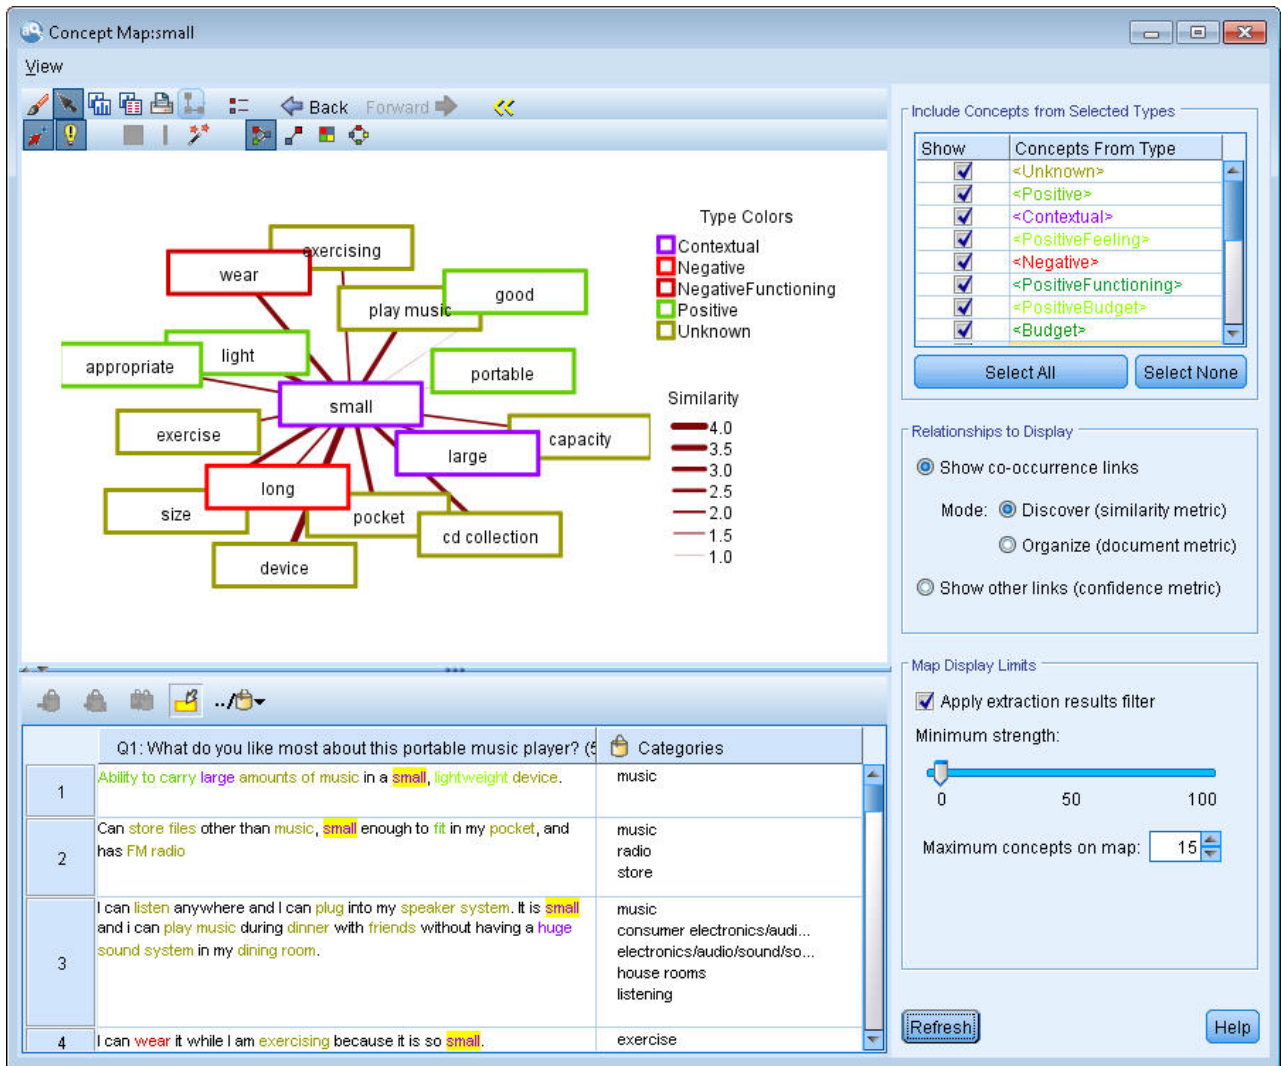 Concept Map:small
View
Back Forward
exercising
wear
good
play music
light
appropriate
portable
small
exercise
capacity
large
long
size
pocket
cd collection
device
Type Colors
Contextual
Negative
NegativeFunctioning
Positive
Unknown
Similarity
4.0
3.5
3.0
2.5
2.0
1.5
1.0
Include Concepts from Selected Types
Show Concepts From Type
<Unknown>
<Positive>
<Contextual>
<PositiveFeeling>
<Negative>
<PositiveFunctioning>
<PositiveBudget>
<Budget>
Select All Select None
Relationships to Display
Show co-occurrence links
Mode: Discover (similarity metric)
Organize (document metric)
Show other links (confidence metric)
Map Display Limits
Apply extraction results filter
Minimum strength:
0 50 100
Maximum concepts on map: 15
Refresh Help
../
Q1: What do you like most about this portable music player? (5 Categories
1 Ability to carry large amounts of music in a small, lightweight device. music
2 Can store files other than music, small enough to fit in my pocket, and
has FM radio
music
radio
store
3 I can listen anywhere and I can plug into my speaker system. It is small
and i can play music during dinner with friends without having a huge
sound system in my dining room.
music
consumer electronics/audi...
electronics/audio/sound/so...
house rooms
listening
4 I can wear it while I am exercising because it is so small. exercise